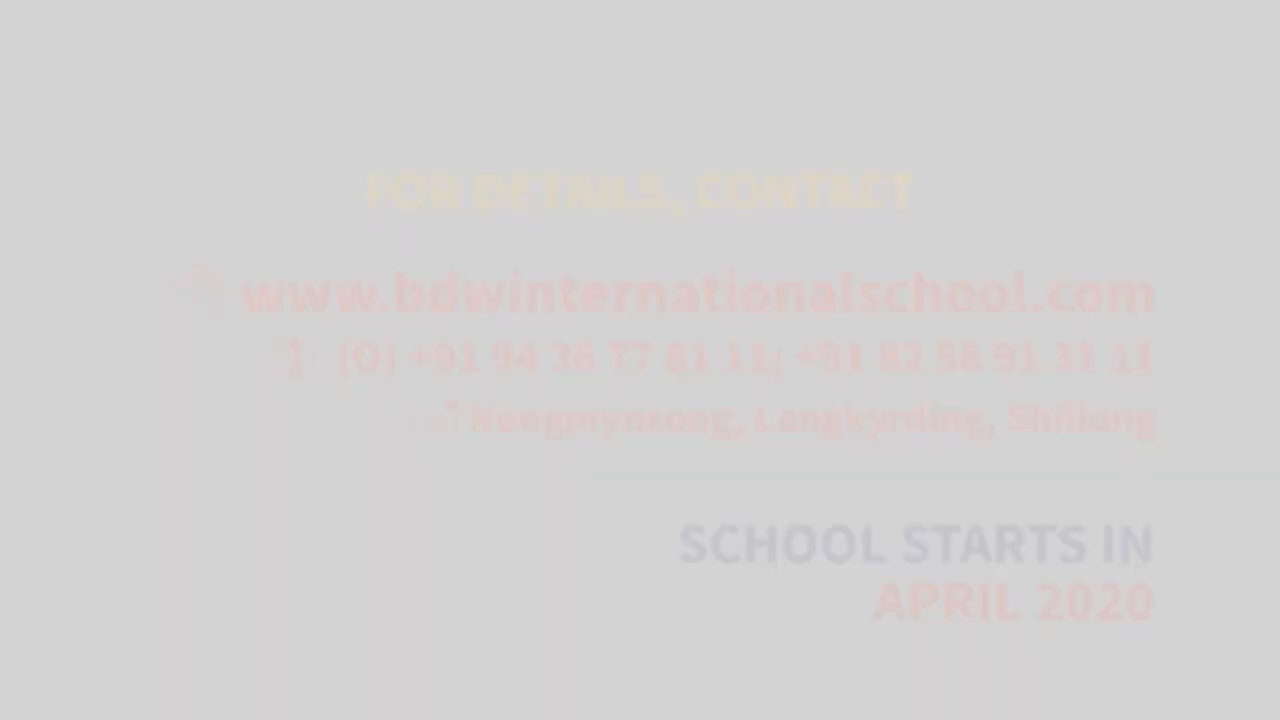 FOR DETAILS, CONTACT
www.bdwinternationalschool.com
(O) +91 94 36 77 81 11; +91 82 58 91 31 11
Nongmynsong, Langkyrding, Shillong
SCHOOL STARTS IN
APRIL 2020